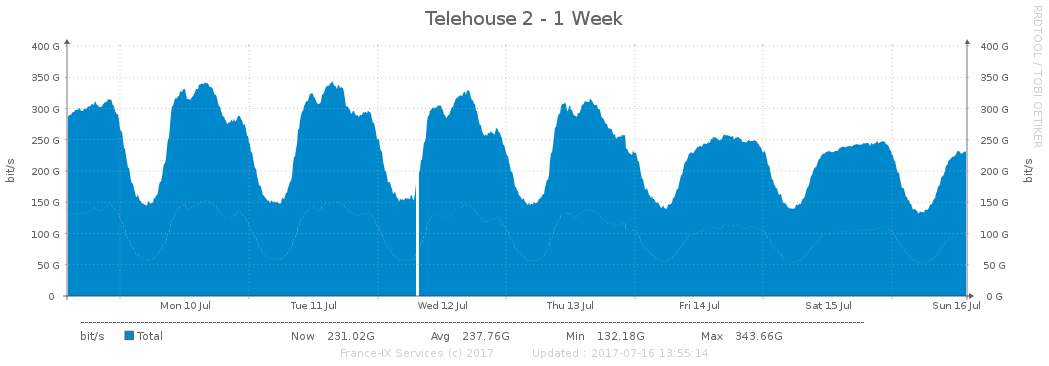 Telehouse 2 - 1 Week
RRDTOOL / TOBI OETIKER
400 G 400 G
350 G 350 G
300 G 300 G
250 G 250 G
200 G 200 G
150 G 150 G
100 G 100 G
50 G 50 G
0 0 G
bit/s bit/s
Mon 10 Jul Tue 11 Jul Wed 12 Jul Thu 13 Jul Fri 14 Jul Sat 15 Jul Sun 16 Jul
bit/s Total Now 231.02G Avg 237.76G Min 132.18G Max 343.66G
France-IX Services (c) 2017 Updated : 2017-07-16 13:55:14